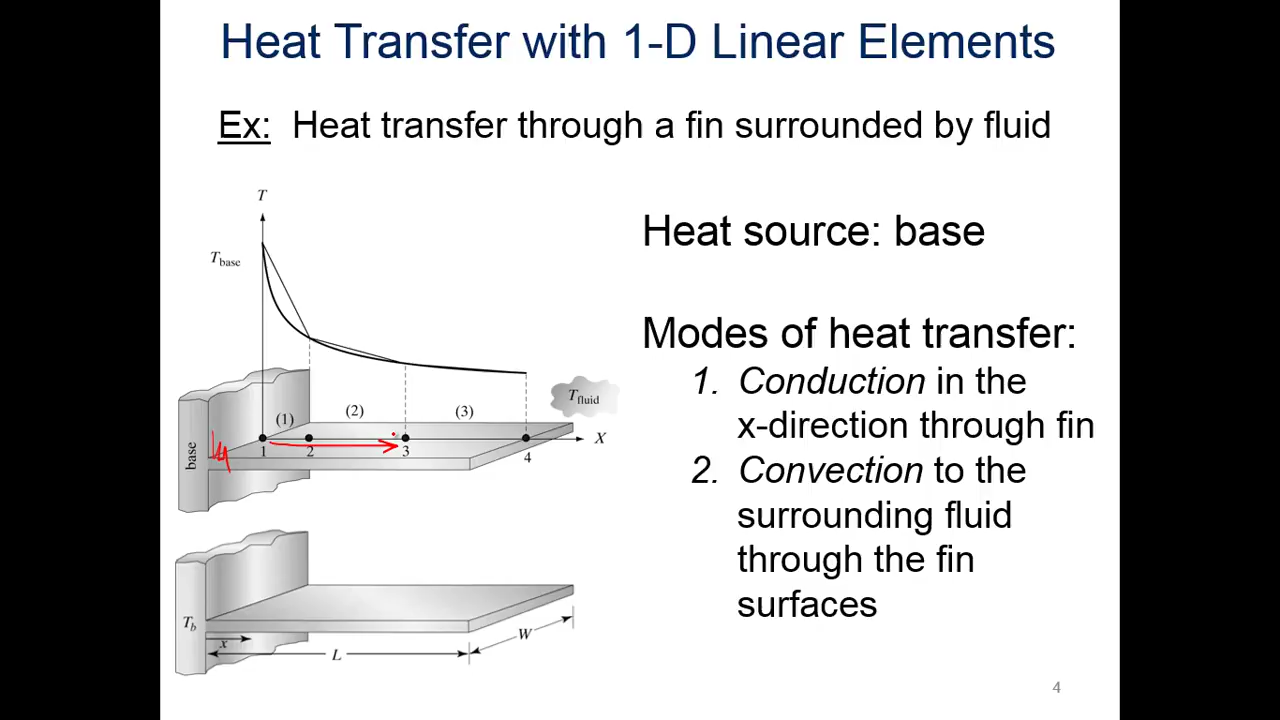 Heat Transfer with 1-D Linear Elements
Ex: Heat transfer through a fin surrounded by fluid
T
T_base
Heat source: base
Modes of heat transfer:
1. Conduction in the
x-direction through fin
2. Convection to the
surrounding fluid
through the fin
surfaces
T_fluid
(1)
(2)
(3)
base
1
2
3
4
X
T_b
x
L
W
4